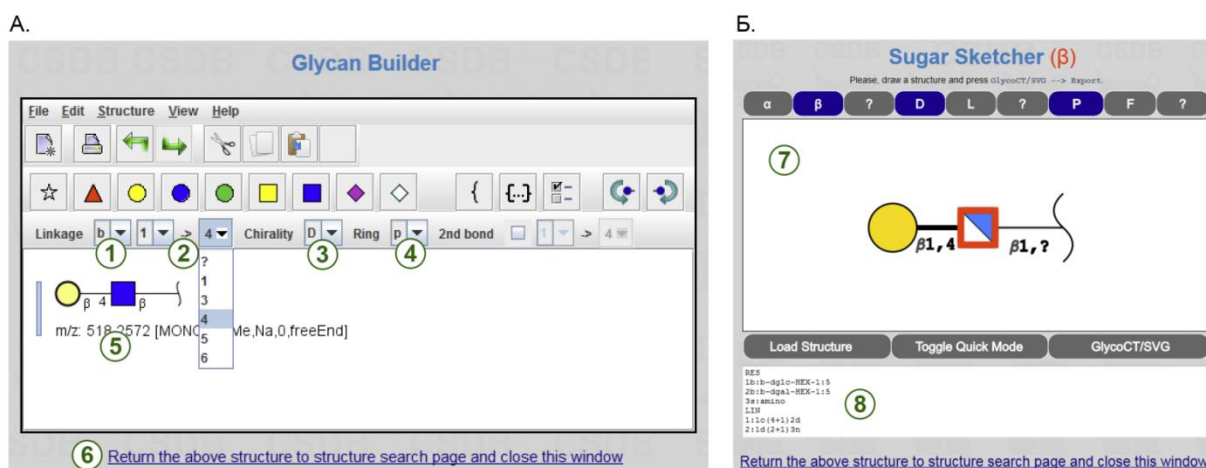 А.
Glycan Builder
File Edit Structure View Help
Linkage b 1 -> 4 Chirality D Ring p 2nd bond 1 -> 4
?
1
3
4
5
6
β 4 β
m/z: 518.2572 [MONO Me,Na,0,freeEnd]
1
2
3
4
5
6 Return the above structure to structure search page and close this window
Б.
Sugar Sketcher (β)
Please, draw a structure and press GlycoCT/SVG --> Export.
α β ? D L ? P F ?
7
β1,4 β1,?
Load Structure Toggle Quick Mode GlycoCT/SVG
RES
1b:b-dglc-HEX-1:5
2b:b-dgal-HEX-1:5
3s:amino
LIN
1:1o(4+1)2d
2:1d(2+1)3n
8
Return the above structure to structure search page and close this window